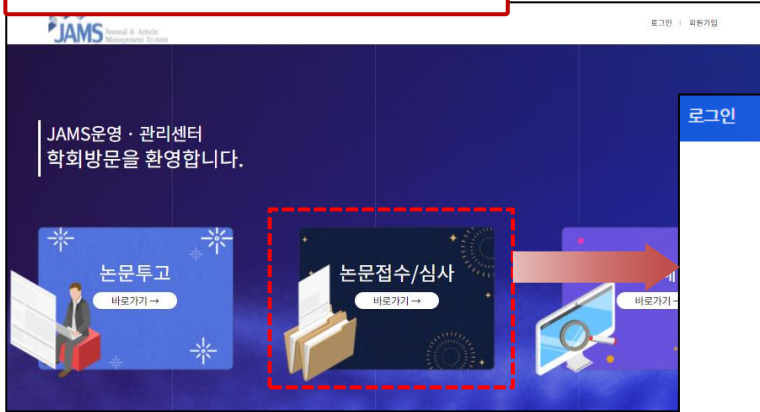 JAMS Journal & Article
Management System
로그인 | 회원가입
로그인
JAMS운영 · 관리센터
학회방문을 환영합니다.
논문투고
바로가기 →
논문접수/심사
바로가기 →
바로가기